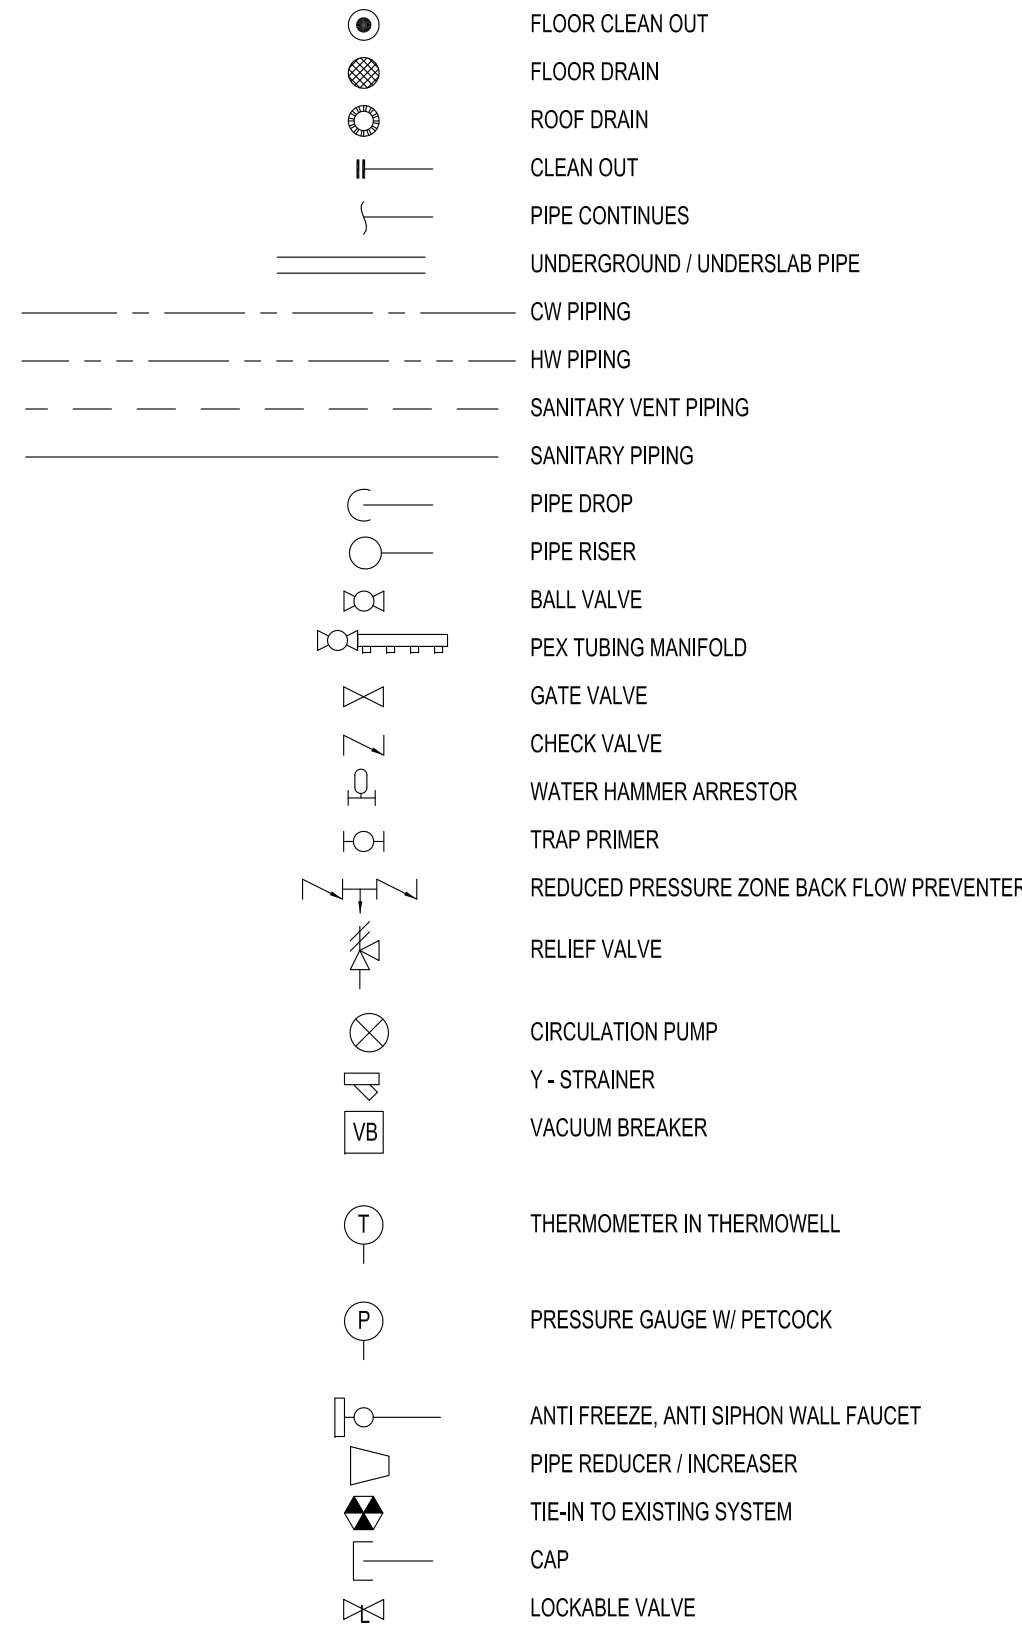 FLOOR CLEAN OUT
FLOOR DRAIN
ROOF DRAIN
CLEAN OUT
PIPE CONTINUES
UNDERGROUND / UNDERSLAB PIPE
CW PIPING
HW PIPING
SANITARY VENT PIPING
SANITARY PIPING
PIPE DROP
PIPE RISER
BALL VALVE
PEX TUBING MANIFOLD
GATE VALVE
CHECK VALVE
WATER HAMMER ARRESTOR
TRAP PRIMER
REDUCED PRESSURE ZONE BACK FLOW PREVENTER
RELIEF VALVE
CIRCULATION PUMP
Y - STRAINER
VB VACUUM BREAKER
T THERMOMETER IN THERMOWELL
P PRESSURE GAUGE W/ PETCOCK
ANTI FREEZE, ANTI SIPHON WALL FAUCET
PIPE REDUCER / INCREASER
TIE-IN TO EXISTING SYSTEM
CAP
L LOCKABLE VALVE